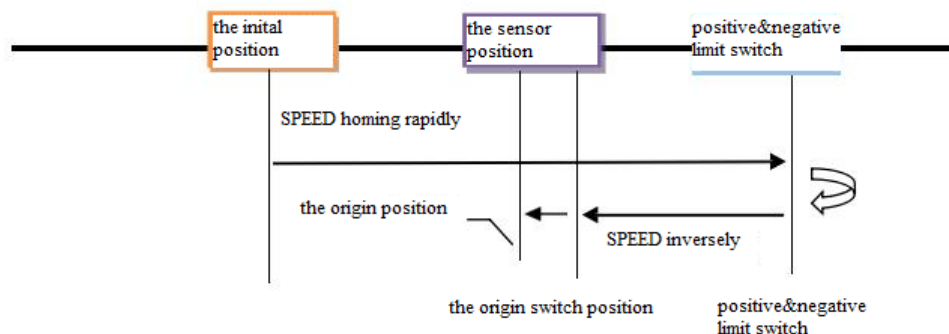 the inital
position
the sensor
position
positive&negative
limit switch
SPEED homing rapidly
the origin position
SPEED inversely
the origin switch position
positive&negative
limit switch